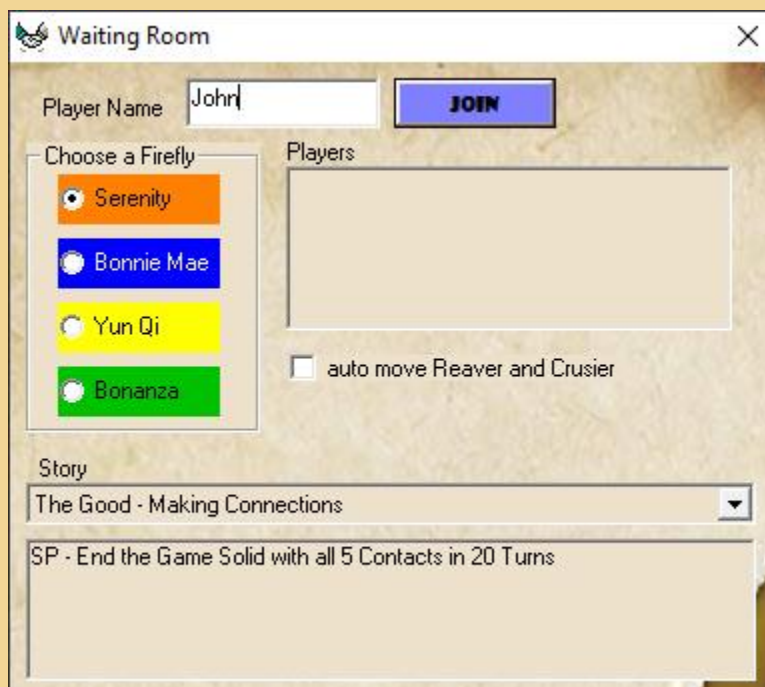 Waiting Room
Player Name
John
JOIN
Choose a Firefly
Serenity
Bonnie Mae
Yun Qi
Bonanza
Players
auto move Reaver and Crusier
Story
The Good - Making Connections
SP - End the Game Solid with all 5 Contacts in 20 Turns